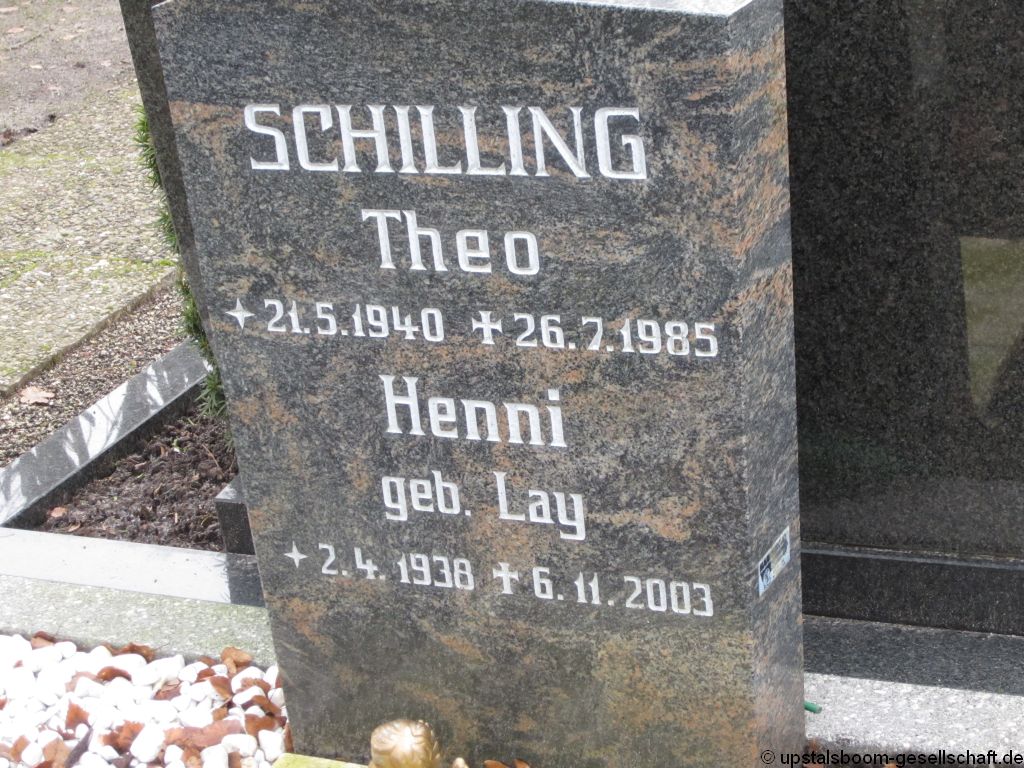 SCHILLING
Theo
✧ 21.5.1940 ✝ 26.7.1985
Henni
geb. Lay
✧ 2.4.1938 ✝ 6.11.2003
© upstalsboom-gesellschaft.de